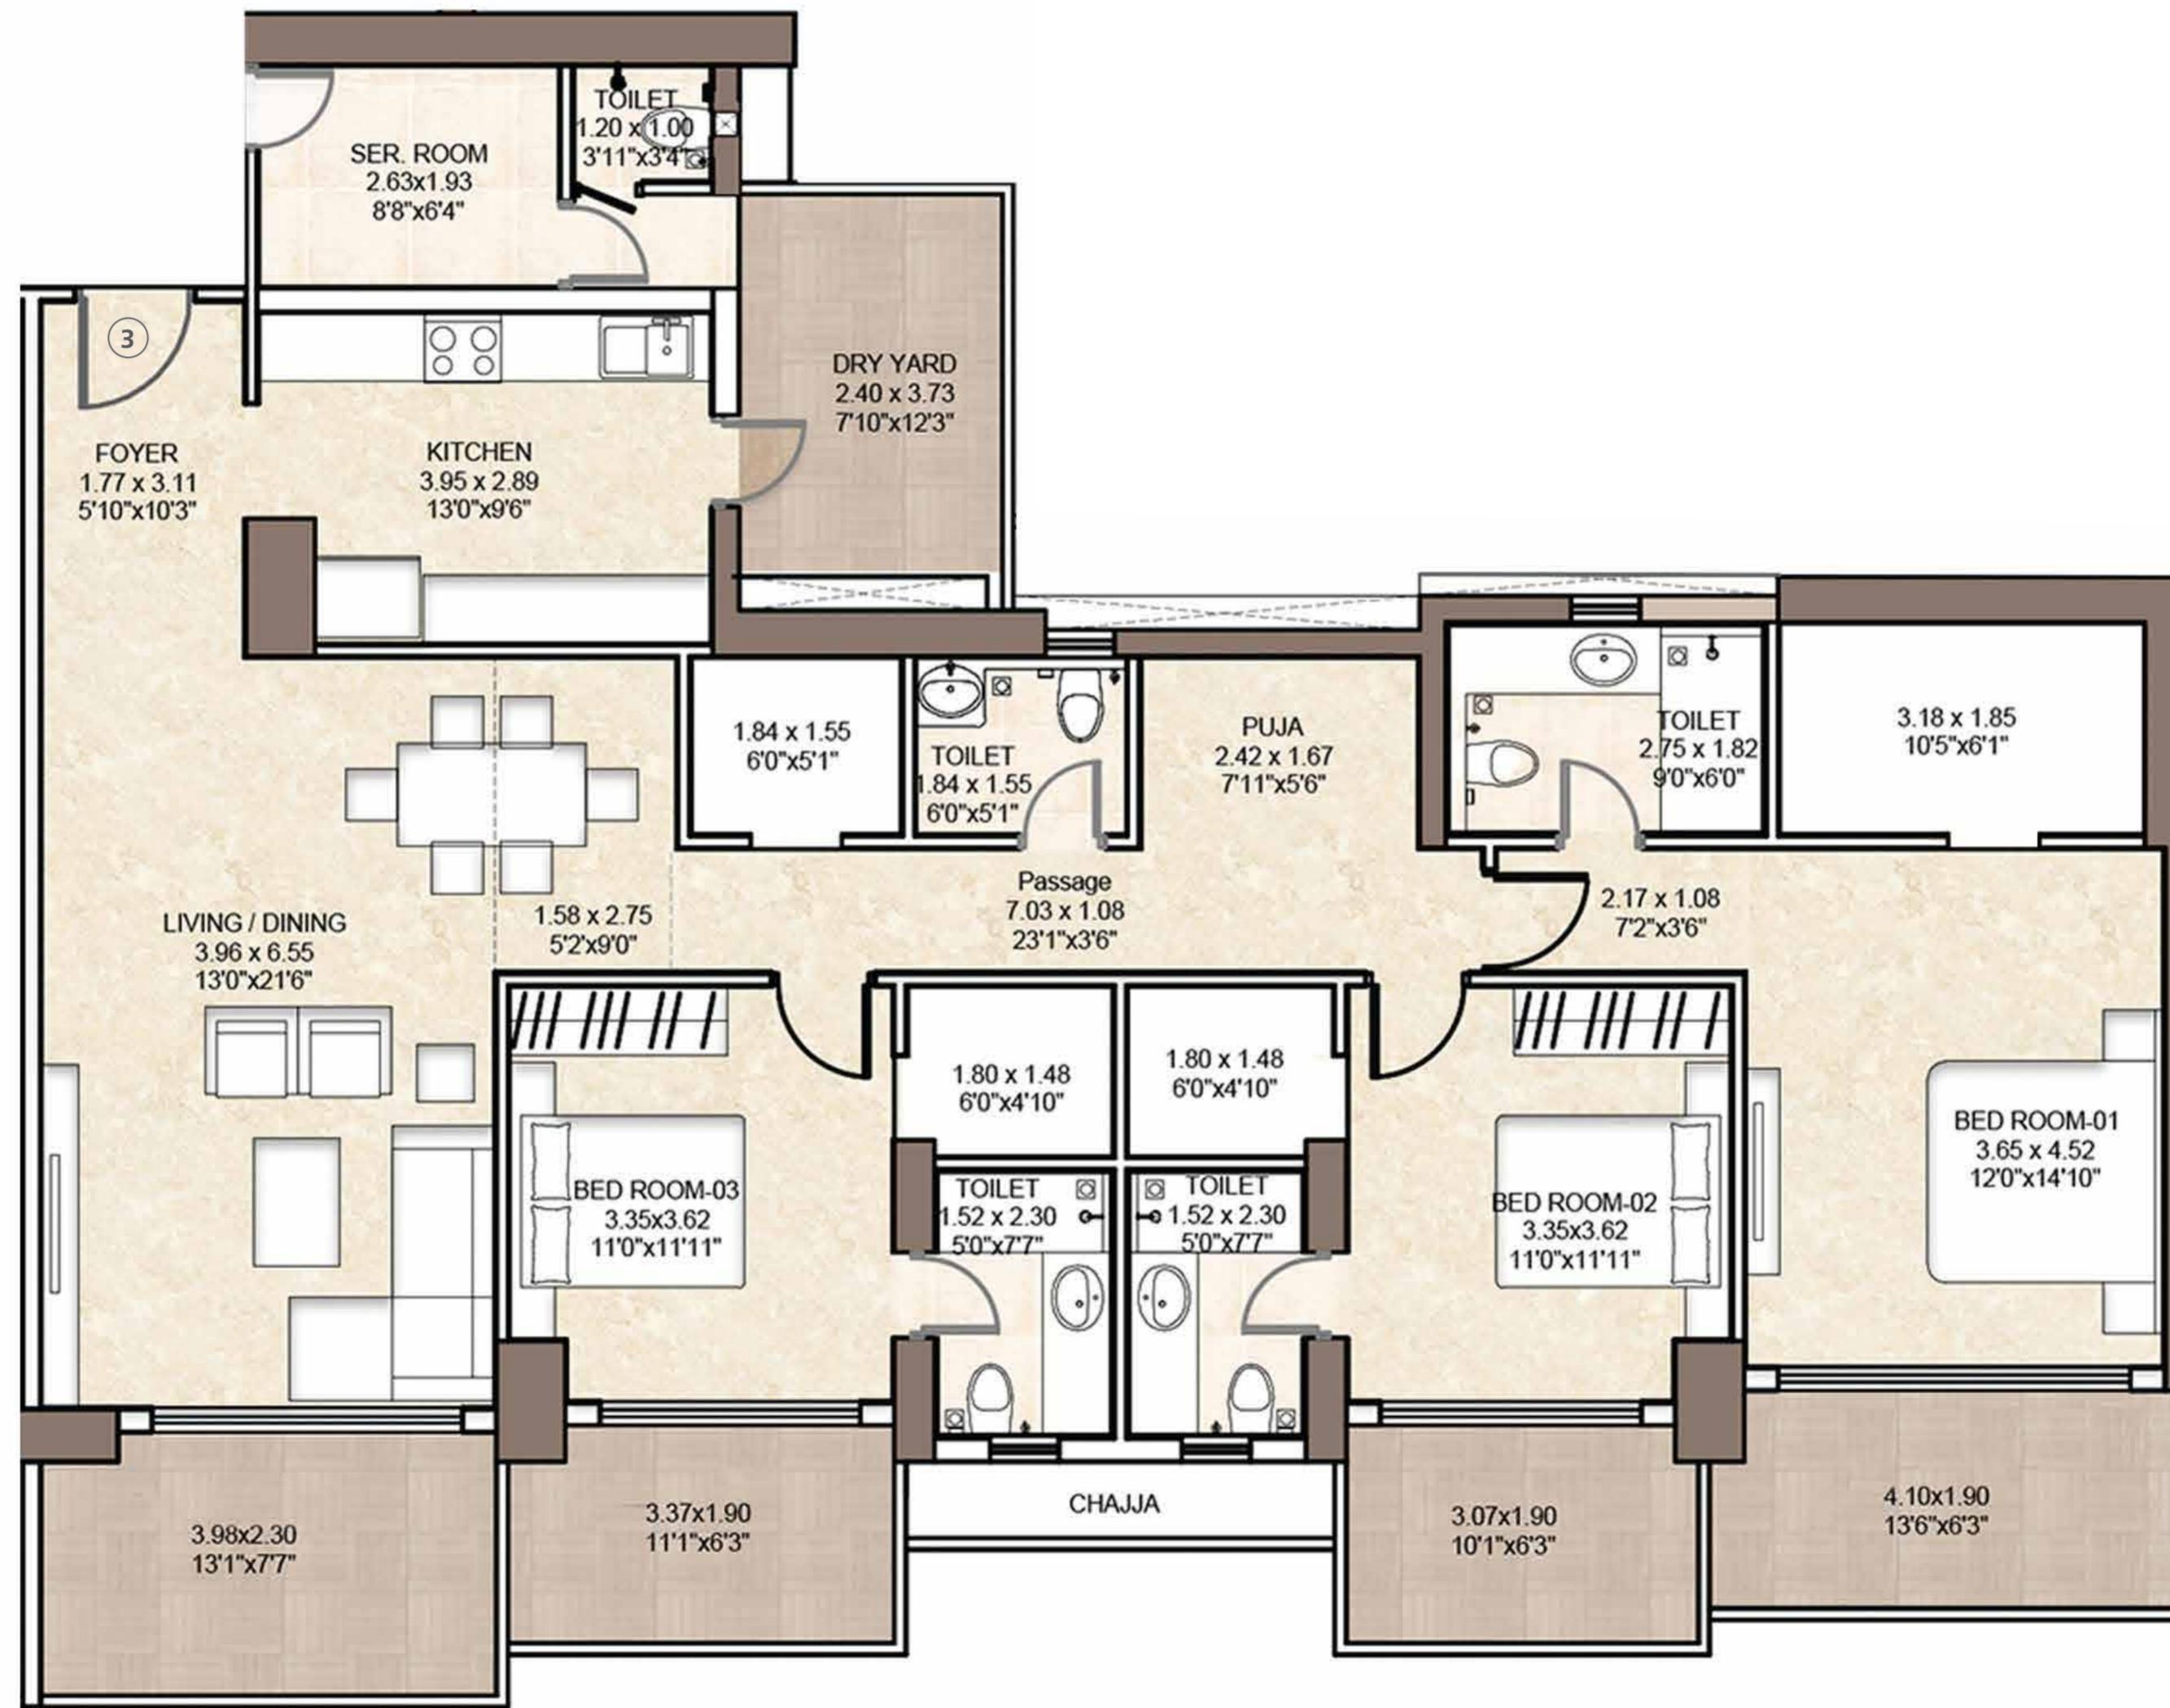 TOILET
1.20 x 1.00
3'11"x3'4"
SER. ROOM
2.63x1.93
8'8"x6'4"
3
DRY YARD
2.40 x 3.73
7'10"x12'3"
FOYER
1.77 x 3.11
5'10"x10'3"
KITCHEN
3.95 x 2.89
13'0"x9'6"
1.84 x 1.55
6'0"x5'1"
TOILET
1.84 x 1.55
6'0"x5'1"
PUJA
2.42 x 1.67
7'11"x5'6"
TOILET
2.75 x 1.82
9'0"x6'0"
3.18 x 1.85
10'5"x6'1"
LIVING / DINING
3.96 x 6.55
13'0"x21'6"
1.58 x 2.75
5'2"x9'0"
Passage
7.03 x 1.08
23'1"x3'6"
2.17 x 1.08
7'2"x3'6"
1.80 x 1.48
6'0"x4'10"
1.80 x 1.48
6'0"x4'10"
BED ROOM-03
3.35x3.62
11'0"x11'11"
TOILET
1.52 x 2.30
5'0"x7'7"
TOILET
1.52 x 2.30
5'0"x7'7"
BED ROOM-02
3.35x3.62
11'0"x11'11"
BED ROOM-01
3.65 x 4.52
12'0"x14'10"
3.98x2.30
13'1"x7'7"
3.37x1.90
11'1"x6'3"
CHAJJA
3.07x1.90
10'1"x6'3"
4.10x1.90
13'6"x6'3"